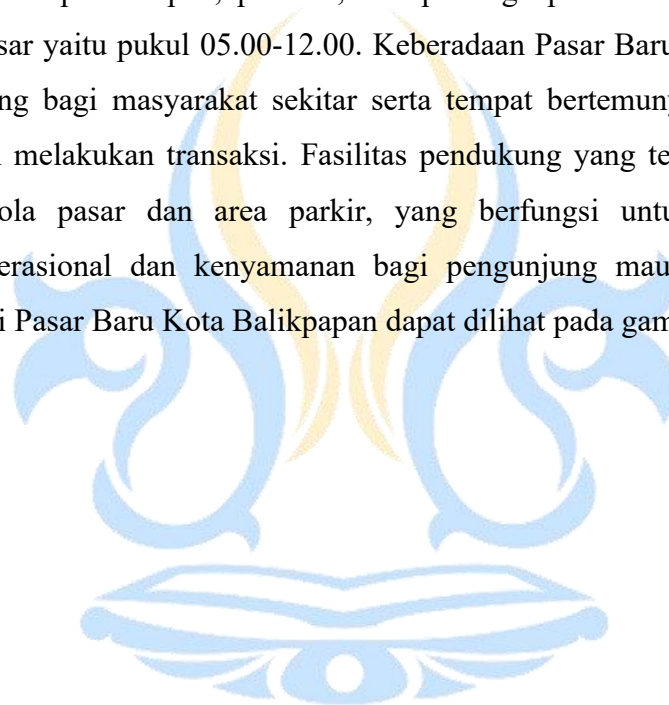 sar yaitu pukul 05.00-12.00. Keberadaan Pasar Baru
ng bagi masyarakat sekitar serta tempat bertemuny
melakukan transaksi. Fasilitas pendukung yang te
ola pasar dan area parkir, yang berfungsi untu
erasional dan kenyamanan bagi pengunjung mau
i Pasar Baru Kota Balikpapan dapat dilihat pada gam